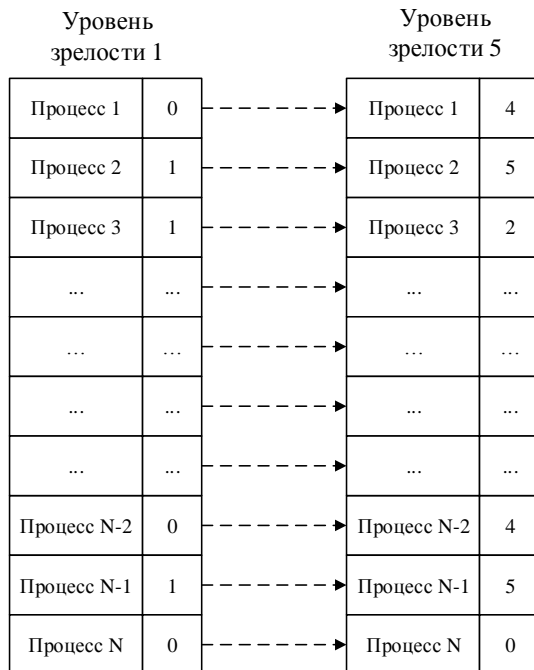 Уровень зрелости 1
Уровень зрелости 5
Процесс 1 0 Процесс 1 4
Процесс 2 1 Процесс 2 5
Процесс 3 1 Процесс 3 2
... ... ... ...
... ... ... ...
... ... ... ...
... ... ... ...
Процесс N-2 0 Процесс N-2 4
Процесс N-1 1 Процесс N-1 5
Процесс N 0 Процесс N 0